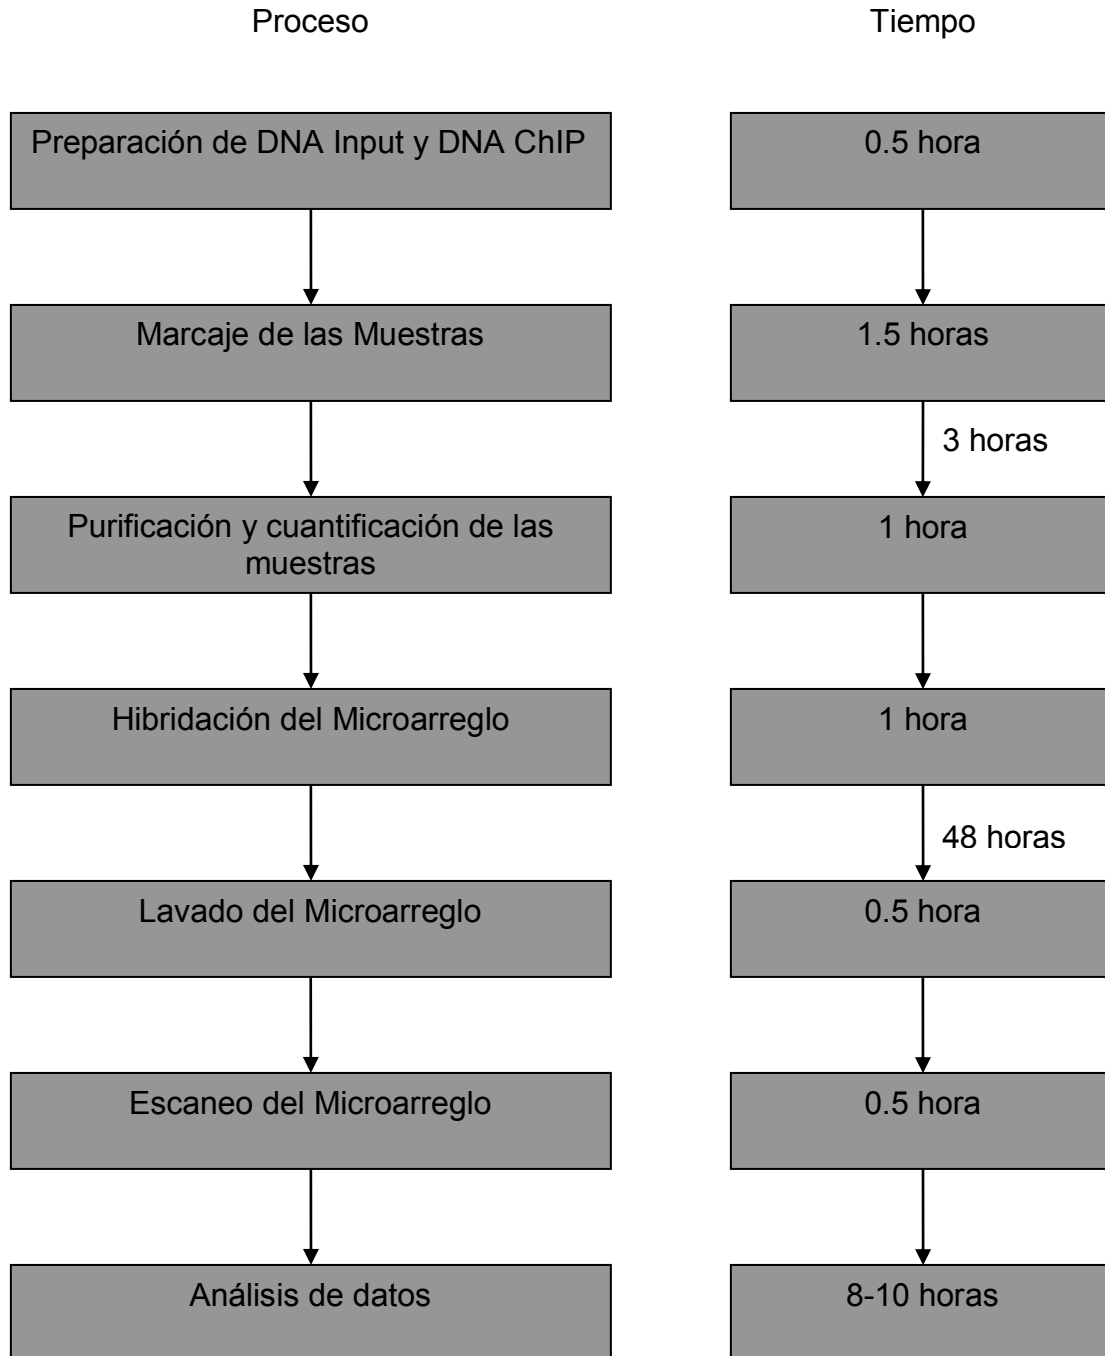 Proceso
Tiempo
Preparación de DNA Input y DNA ChIP
0.5 hora
Marcaje de las Muestras
1.5 horas
3 horas
Purificación y cuantificación de las
muestras
1 hora
Hibridación del Microarreglo
1 hora
48 horas
Lavado del Microarreglo
0.5 hora
Escaneo del Microarreglo
0.5 hora
Análisis de datos
8-10 horas